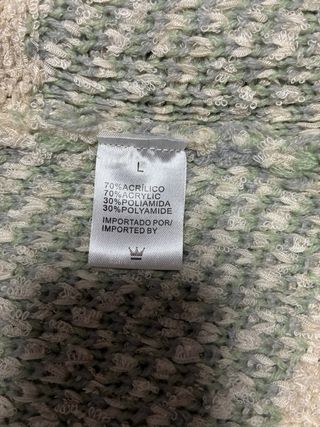 L
70%ACRÍLICO
70%ACRYLIC
30%POLIAMIDA
30%POLYAMIDE
IMPORTADO POR/
IMPORTED BY